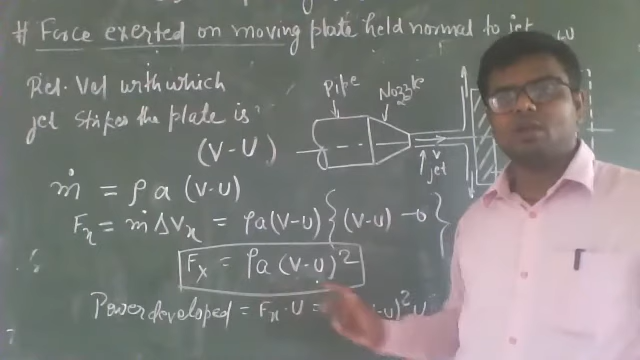 # Force exerted on moving plate held normal to jet
Rel. Vel with which
jet strikes the plate is
(V-U)
Pipe
Nozzle
V
jet
U
ṁ = ρ a (V-U)
Fx = ṁ ΔVx = ρa(V-U) { (V-U) - 0 }
Fx = ρa (V-U)²
Power developed = Fx · U = -U)² U